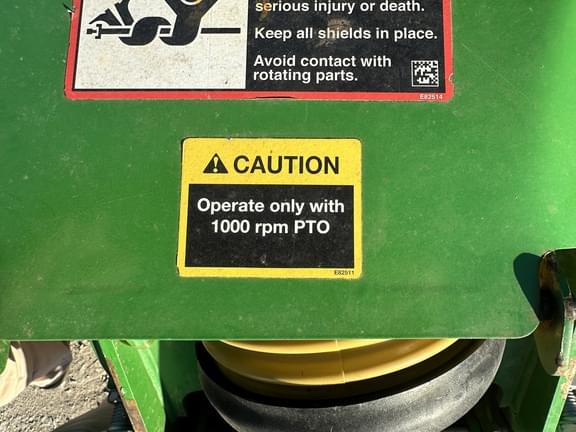 serious injury or death.
Keep all shields in place.
Avoid contact with
rotating parts.
E82514
CAUTION
Operate only with
1000 rpm PTO
E82511